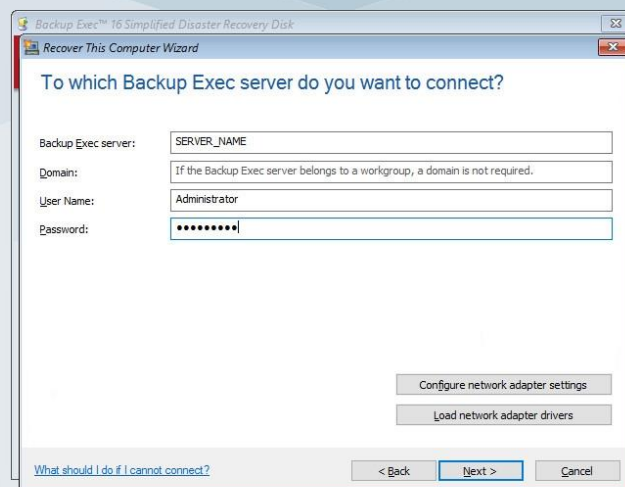 Backup Exec™ 16 Simplified Disaster Recovery Disk
Recover This Computer Wizard
To which Backup Exec server do you want to connect?
Backup Exec server: SERVER_NAME
Domain: If the Backup Exec server belongs to a workgroup, a domain is not required.
User Name: Administrator
Password: •••••••••
Configure network adapter settings
Load network adapter drivers
What should I do if I cannot connect? < Back Next > Cancel